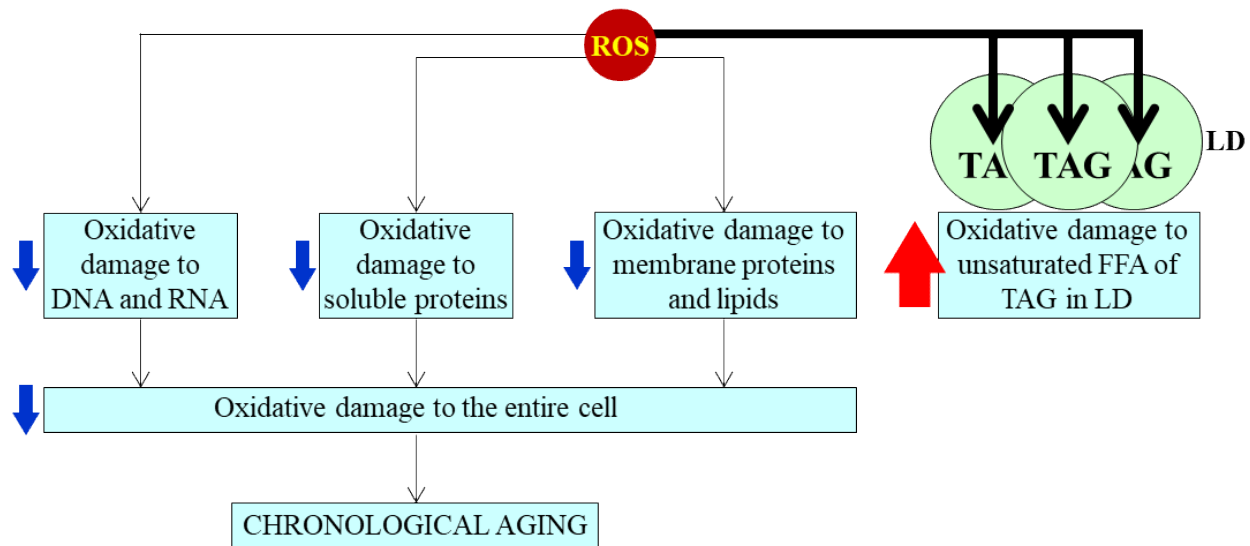 ROS
TA TAG AG
LD
Oxidative
damage to
DNA and RNA
Oxidative
damage to
soluble proteins
Oxidative damage to
membrane proteins
and lipids
Oxidative damage to
unsaturated FFA of
TAG in LD
Oxidative damage to the entire cell
CHRONOLOGICAL AGING